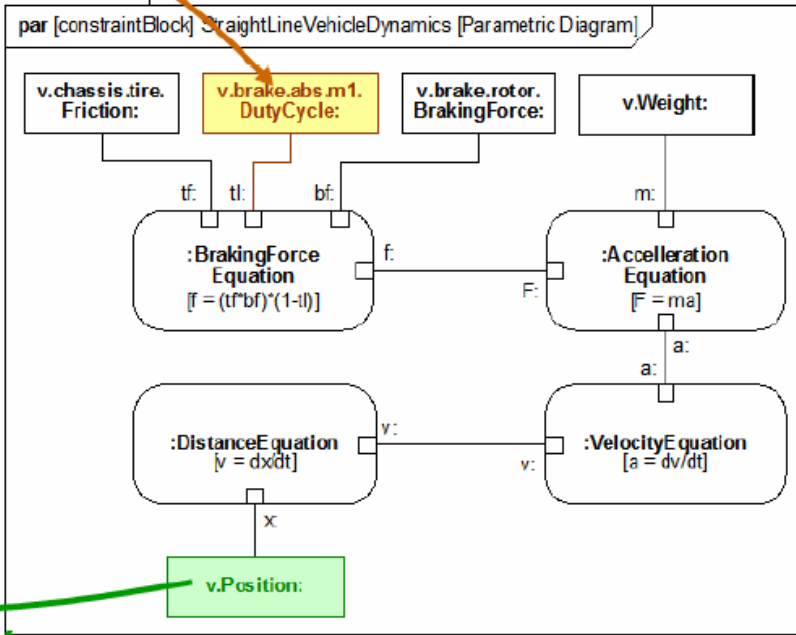 par [constraintBlock] StraightLineVehicleDynamics [Parametric Diagram]
v.chassis.tire.
Friction:
v.brake.abs.m1.
DutyCycle:
v.brake.rotor.
BrakingForce:
v.Weight:
tf:
tl:
bf:
m:
:BrakingForce
Equation
[f = (tf*bf)*(1-tl)]
f:
F:
:Accelleration
Equation
[F = ma]
a:
a:
:DistanceEquation
[v = dx/dt]
v:
v:
:VelocityEquation
[a = dv/dt]
x:
v.Position: